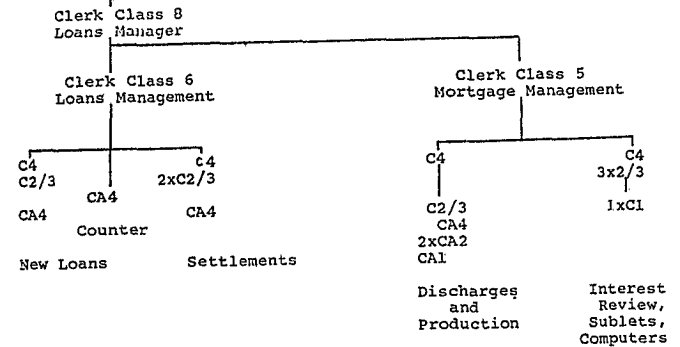 Clerk Class 8
Loans Manager
Clerk Class 6
Loans Management
Clerk Class 5
Mortgage Management
C4
C2/3
CA4
New Loans
CA4
Counter
C4
2xC2/3
CA4
Settlements
C4
C2/3
CA4
2xCA2
CA1
Discharges
and
Production
C4
3x2/3
1xC1
Interest
Review,
Sublets,
Computers